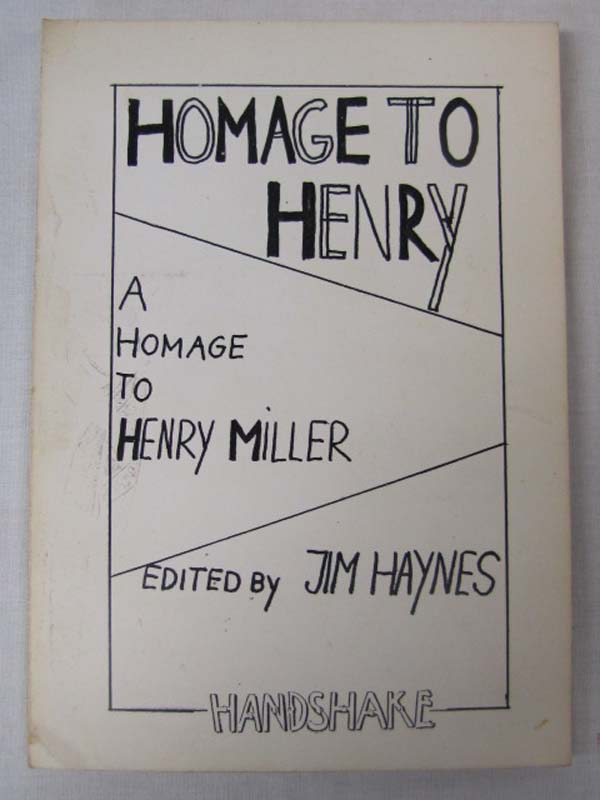 HOMAGE TO
HENRY
A
HOMAGE
TO
HENRY MiLLER
EDITED BY JIM HAYNES
HANDSHAKE